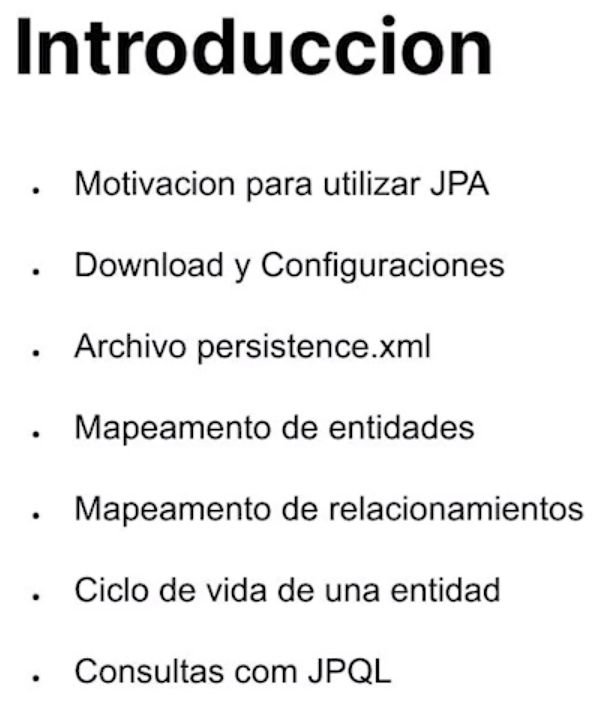 Introduccion
• Motivacion para utilizar JPA
• Download y Configuraciones
• Archivo persistence.xml
• Mapeamento de entidades
• Mapeamento de relacionamientos
• Ciclo de vida de una entidad
• Consultas com JPQL